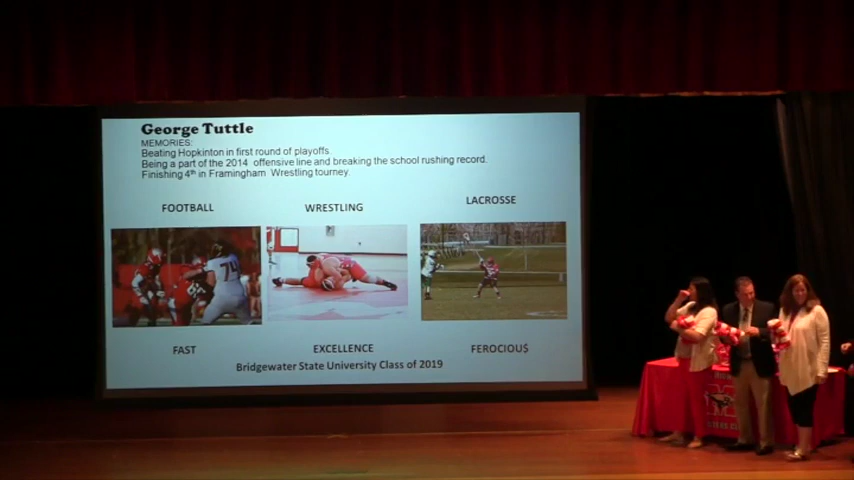 George Tuttle
MEMORIES:
Beating Hopkinton in first round of playoffs.
Being a part of the 2014 offensive line and breaking the school rushing record.
Finishing 4th in Framingham Wrestling tourney.
FOOTBALL WRESTLING LACROSSE
74
FAST EXCELLENCE FEROCIOU$
Bridgewater State University Class of 2019
M